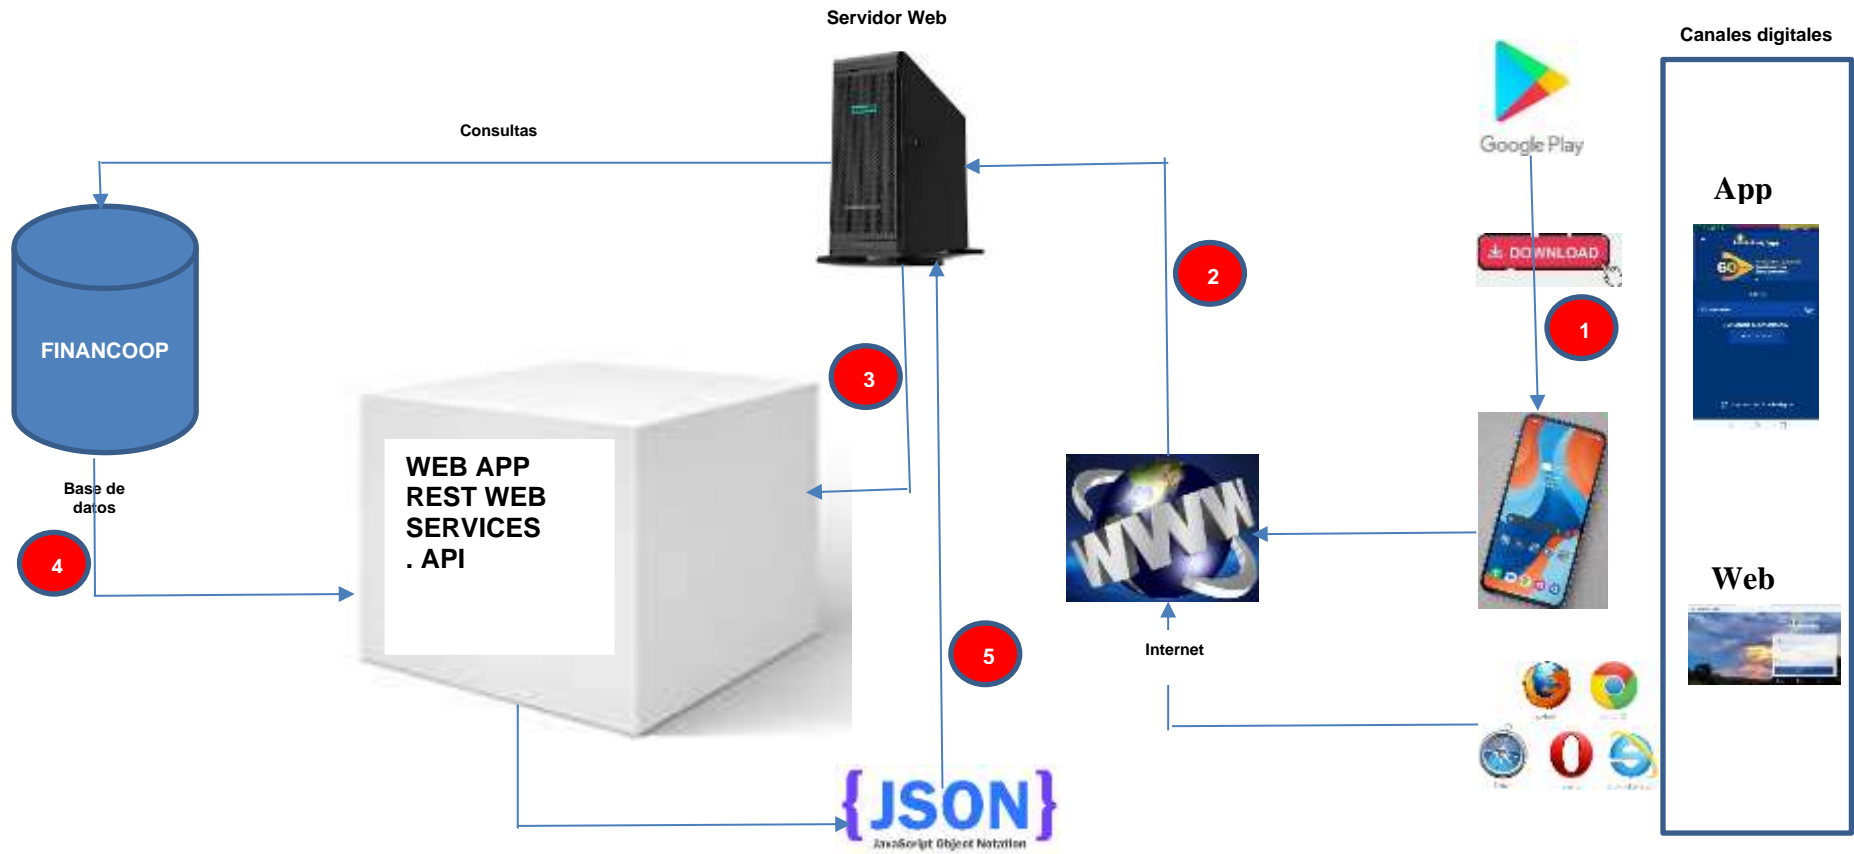 Servidor Web
Canales digitales
Consultas
Google Play
App
DOWNLOAD
60
2
1
FINANCOOP
3
WEB APP
REST WEB
SERVICES
. API
WWW
Base de
datos
4
Web
Internet
5
{JSON}
JavaScript Object Notation